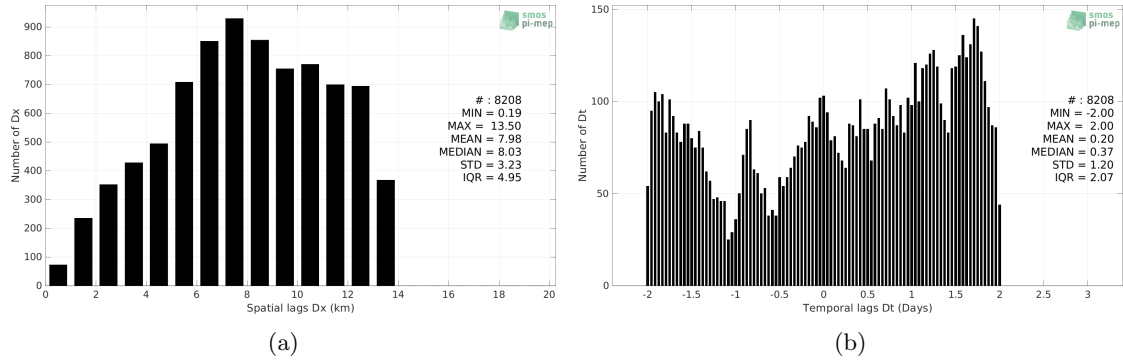 smos
pi-mep
900
800
700
600
500
400
300
200
100
0
Number of Dx
# : 8208
MIN = 0.19
MAX = 13.50
MEAN = 7.98
MEDIAN = 8.03
STD = 3.23
IQR = 4.95
0 2 4 6 8 10 12 14 16 18 20
Spatial lags Dx (km)
(a)
smos
pi-mep
150
100
50
0
Number of Dt
# : 8208
MIN = -2.00
MAX = 2.00
MEAN = 0.20
MEDIAN = 0.37
STD = 1.20
IQR = 2.07
-2 -1.5 -1 -0.5 0 0.5 1 1.5 2 2.5 3
Temporal lags Dt (Days)
(b)